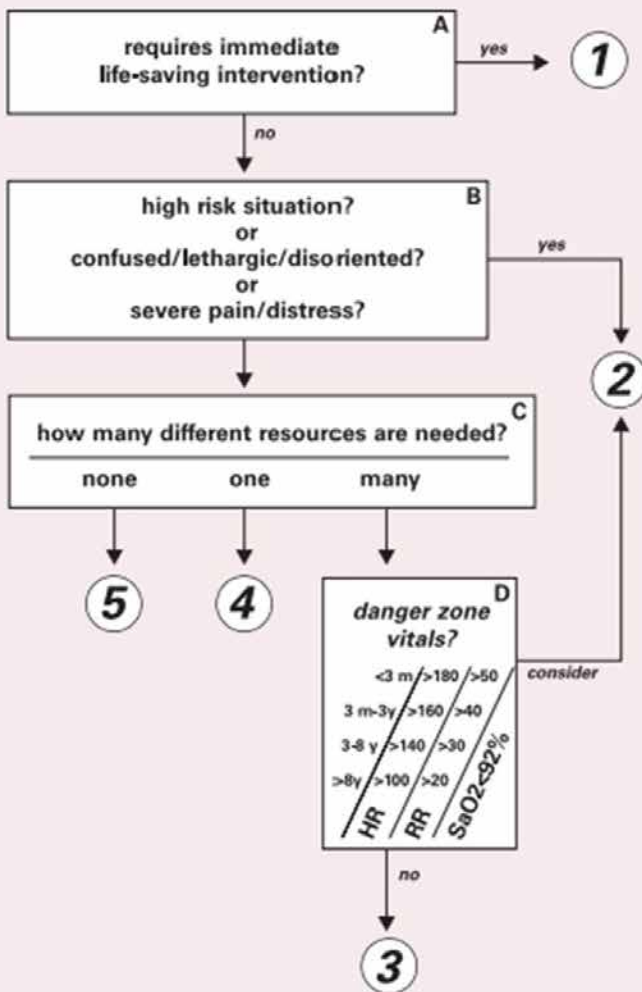 A
requires immediate
life-saving intervention?
yes
1
no
B
high risk situation?
or
confused/lethargic/disoriented?
or
severe pain/distress?
yes
2
C
how many different resources are needed?
none one many
5 4
D
danger zone
vitals?
<3 m >180 >50
3 m-3y >160 >40
3-8 y >140 >30
>8y >100 >20
HR RR SaO2<92%
consider
no
3